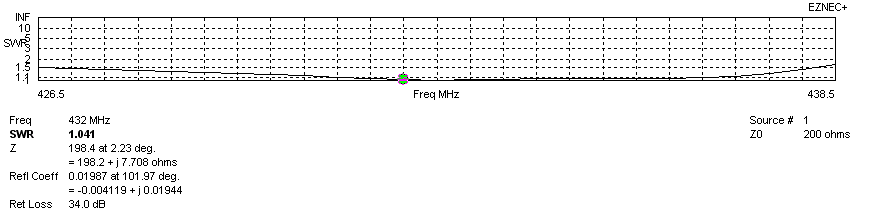 EZNEC+
INF
10
5
SWR
3
2
1.5
1.1
426.5 Freq MHz 438.5
Freq 432 MHz Source # 1
SWR 1.041 Z0 200 ohms
Z 198.4 at 2.23 deg.
= 198.2 + j 7.708 ohms
Refl Coeff 0.01987 at 101.97 deg.
= -0.004119 + j 0.01944
Ret Loss 34.0 dB